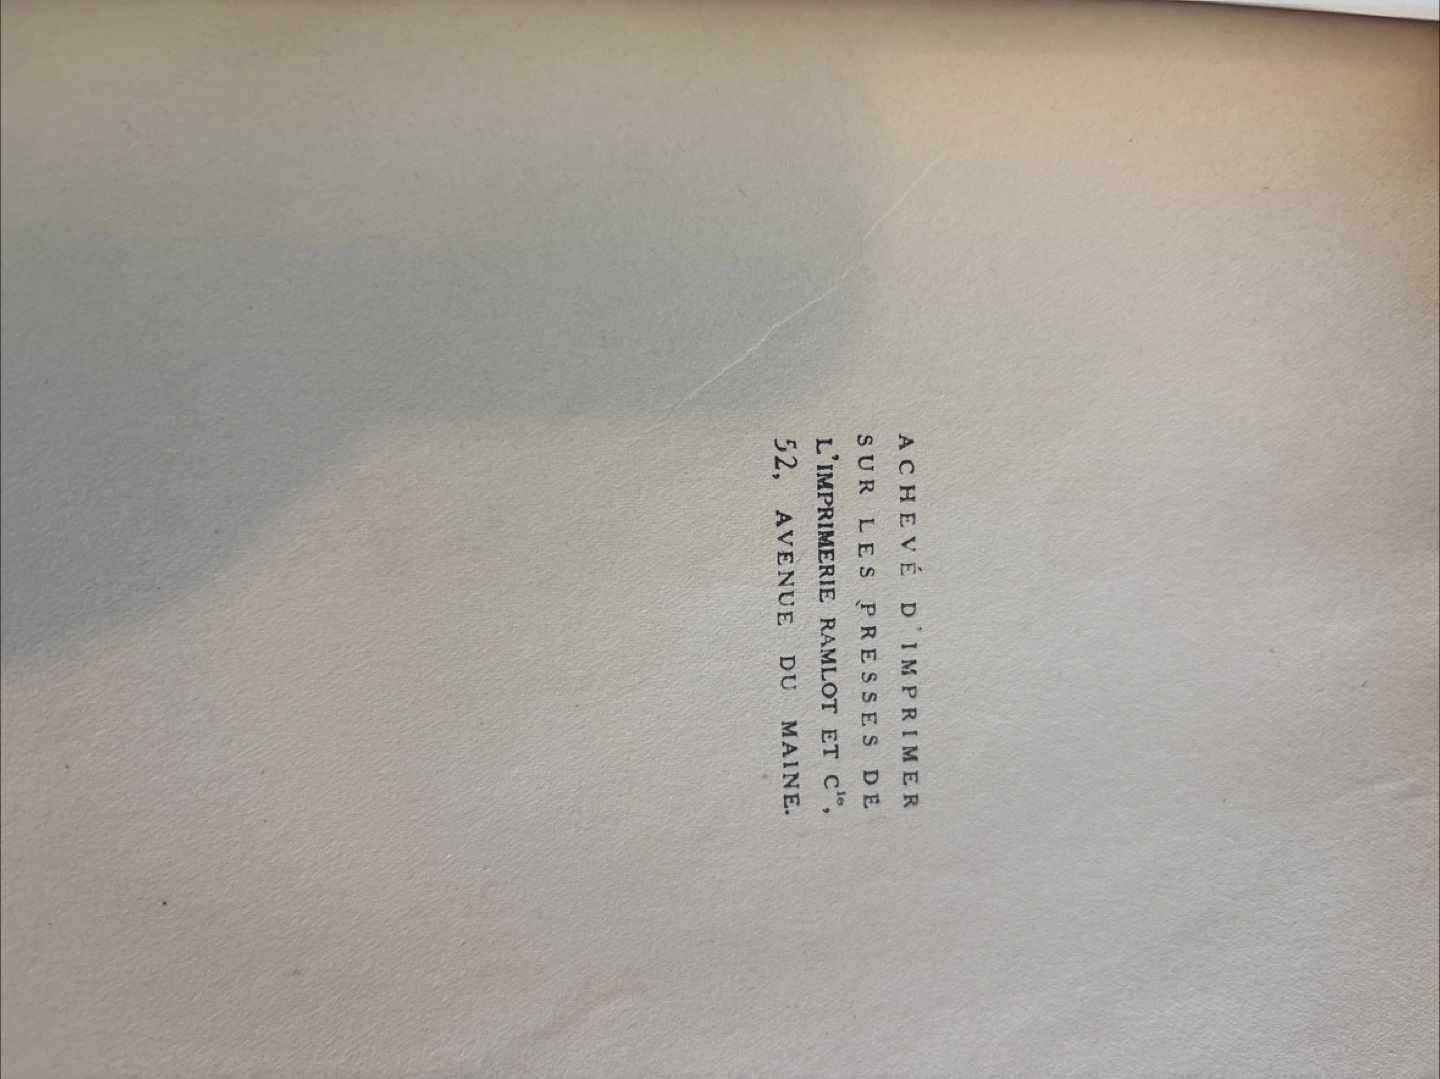 ACHEVÉ D'IMPRIMER
SUR LES PRESSES DE
L'IMPRIMERIE RAMLOT ET Cie,
52, AVENUE DU MAINE.